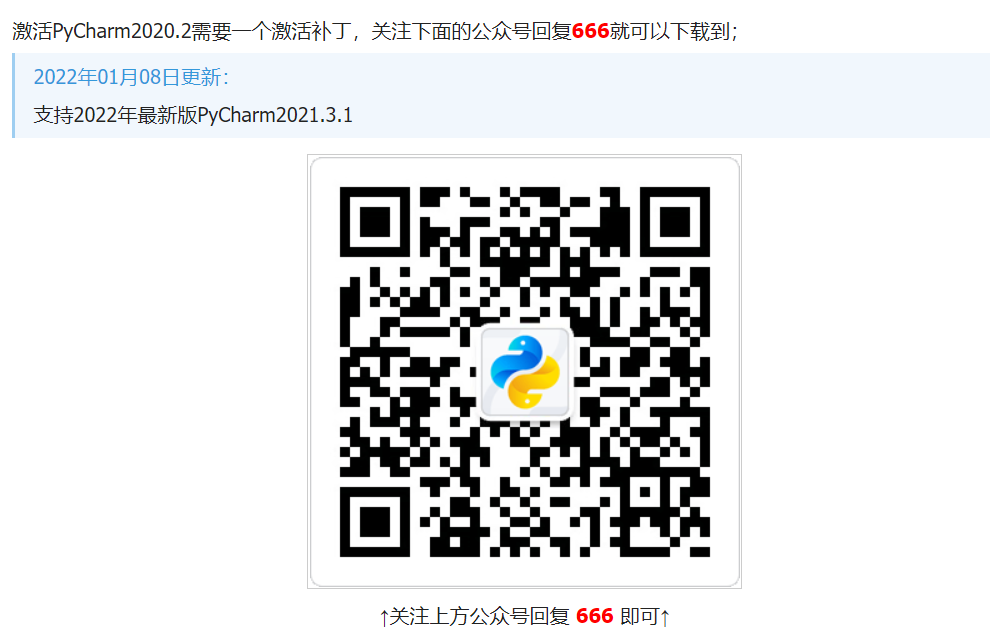 激活PyCharm2020.2需要一个激活补丁，关注下面的公众号回复666就可以下载到；
2022年01月08日更新：
支持2022年最新版PyCharm2021.3.1
↑关注上方公众号回复 666 即可↑